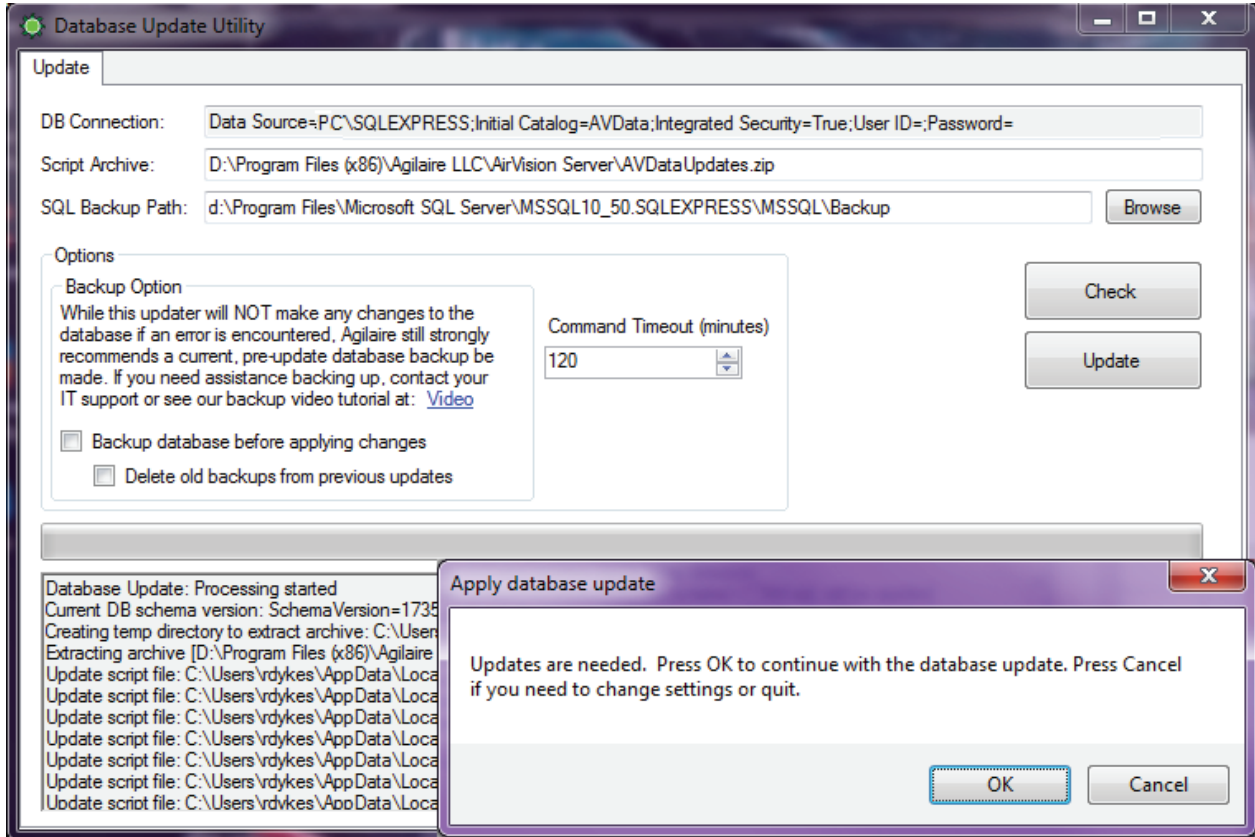 Database Update Utility
Update
DB Connection: Data Source=.PC\SQLEXPRESS;Initial Catalog=AVData;Integrated Security=True;User ID=;Password=
Script Archive: D:\Program Files (x86)\Agilaire LLC\AirVision Server\AVDataUpdates.zip
SQL Backup Path: d:\Program Files\Microsoft SQL Server\MSSQL10_50.SQLEXPRESS\MSSQL\Backup Browse
Options
Backup Option
While this updater will NOT make any changes to the
database if an error is encountered, Agilaire still strongly
recommends a current, pre-update database backup be
made. If you need assistance backing up, contact your
IT support or see our backup video tutorial at: Video
Backup database before applying changes
Delete old backups from previous updates
Command Timeout (minutes)
120
Check
Update
Database Update: Processing started
Current DB schema version: SchemaVersion=1735
Creating temp directory to extract archive: C:\User
Extracting archive [D:\Program Files (x86)\Agilaire
Update script file: C:\Users\rdykes\AppData\Loca
Update script file: C:\Users\rdykes\AppData\Loca
Update script file: C:\Users\rdykes\AppData\Loca
Update script file: C:\Users\rdykes\AppData\Loca
Update script file: C:\Users\rdykes\AppData\Loca
Update script file: C:\Users\rdykes\AppData\Loca
Update script file: C:\Users\rdykes\AppData\Loca
Apply database update
Updates are needed. Press OK to continue with the database update. Press Cancel
if you need to change settings or quit.
OK
Cancel